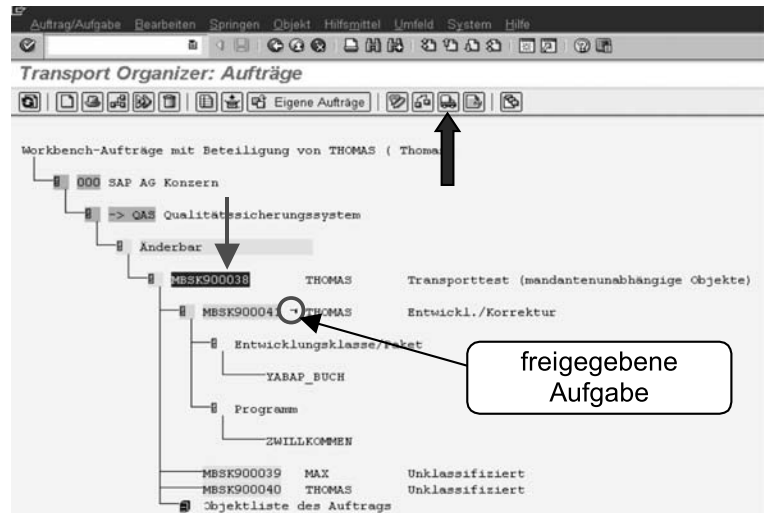 Auftrag/Aufgabe Bearbeiten Springen Objekt Hilfsmittel Umfeld System Hilfe
Transport Organizer: Aufträge
Eigene Aufträge
Workbench-Aufträge mit Beteiligung von THOMAS ( Thomas
000 SAP AG Konzern
-> QAS Qualitätssicherungssystem
Änderbar
MBSK900038 THOMAS Transporttest (mandantenunabhängige Objekte)
MBSK900041 THOMAS Entwickl./Korrektur
Entwicklungsklasse/Paket
freigegebene
Aufgabe
YABAP_BUCH
Programm
ZWILLKOMMEN
MBSK900039 MAX Unklassifiziert
MBSK900040 THOMAS Unklassifiziert
Objektliste des Auftrags